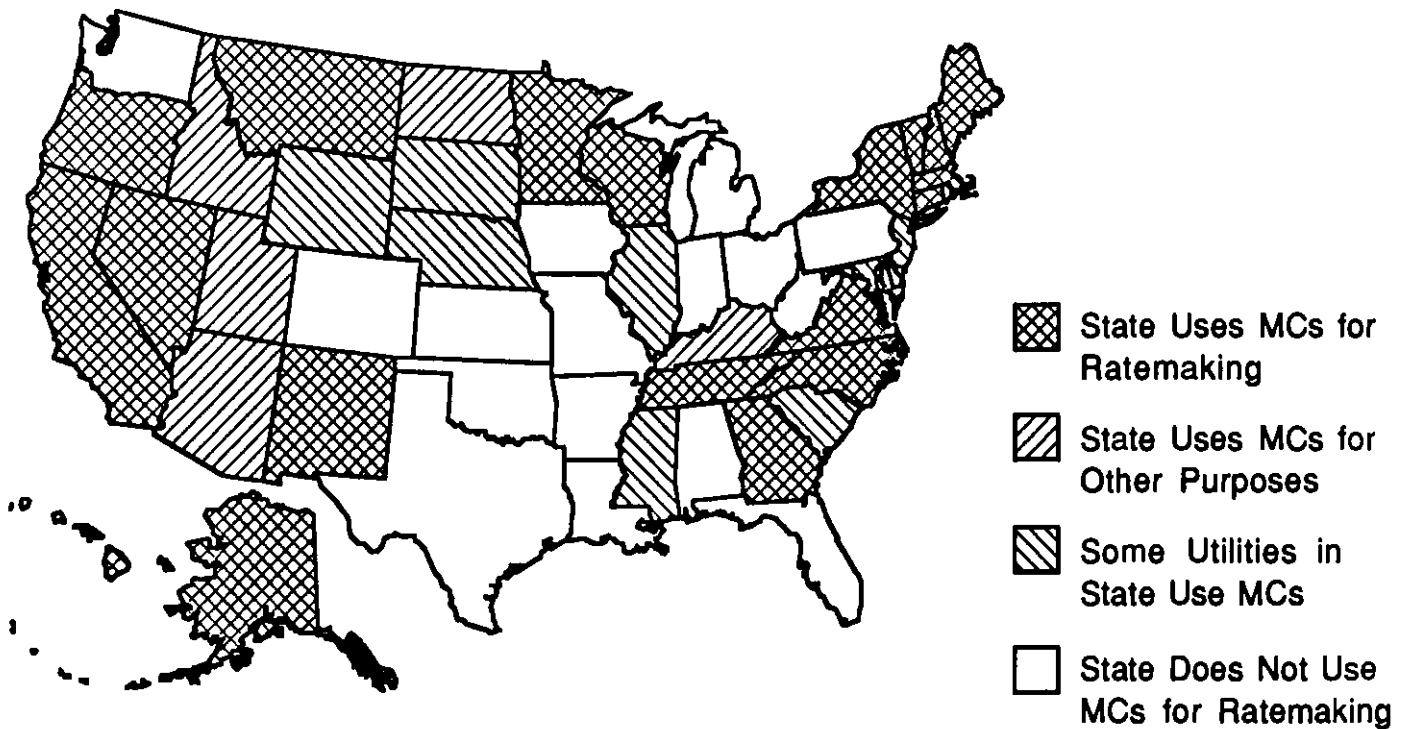 State Uses MCs for
Ratemaking
State Uses MCs for
Other Purposes
Some Utilities in
State Use MCs
State Does Not Use
MCs for Ratemaking